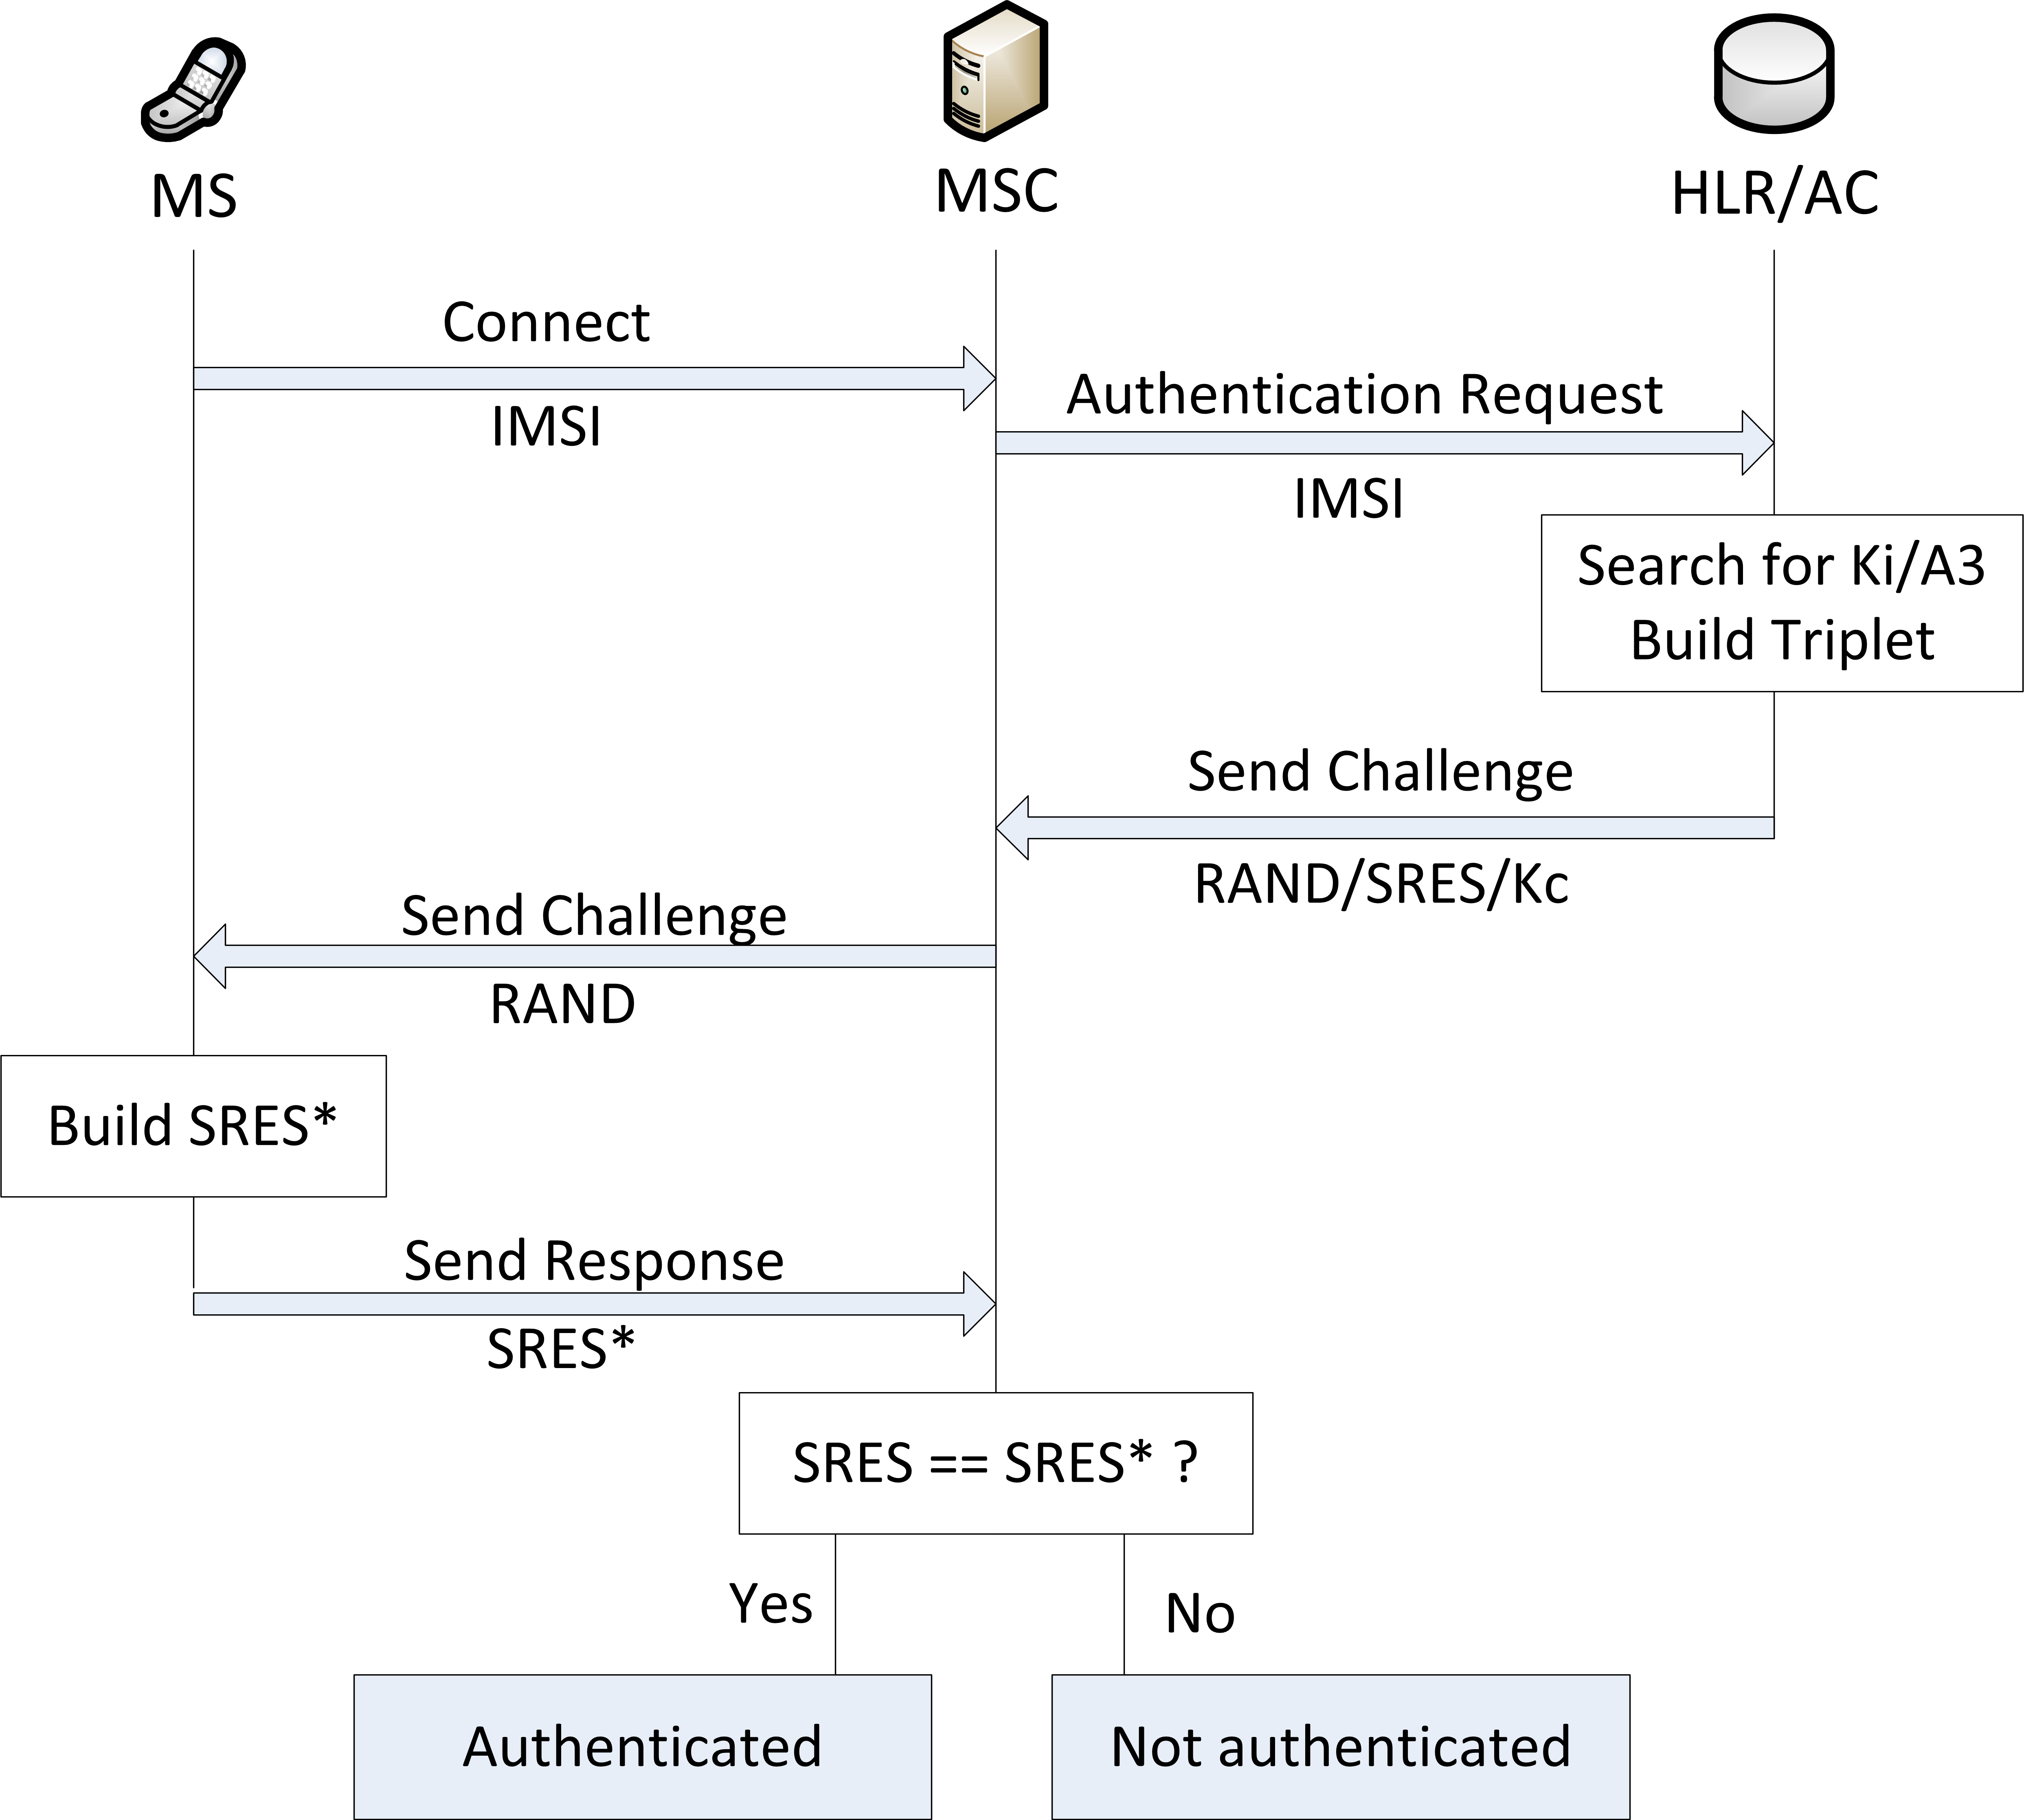 MS
MSC
HLR/AC
Connect
IMSI
Authentication Request
IMSI
Search for Ki/A3
Build Triplet
Send Challenge
RAND/SRES/Kc
Send Challenge
RAND
Build SRES*
Send Response
SRES*
SRES == SRES* ?
Yes
No
Authenticated
Not authenticated